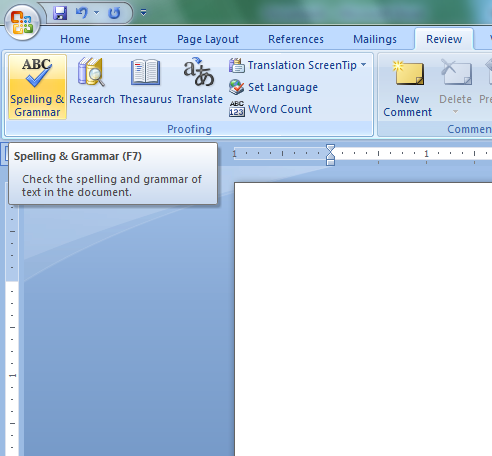 Home Insert Page Layout References Mailings Review
ABC
Spelling & Grammar
Research
Thesaurus
Translate
Translation ScreenTip
Set Language
ABC 123 Word Count
New Comment
Delete
Proofing
Spelling & Grammar (F7)
Check the spelling and grammar of
text in the document.
1 1
1